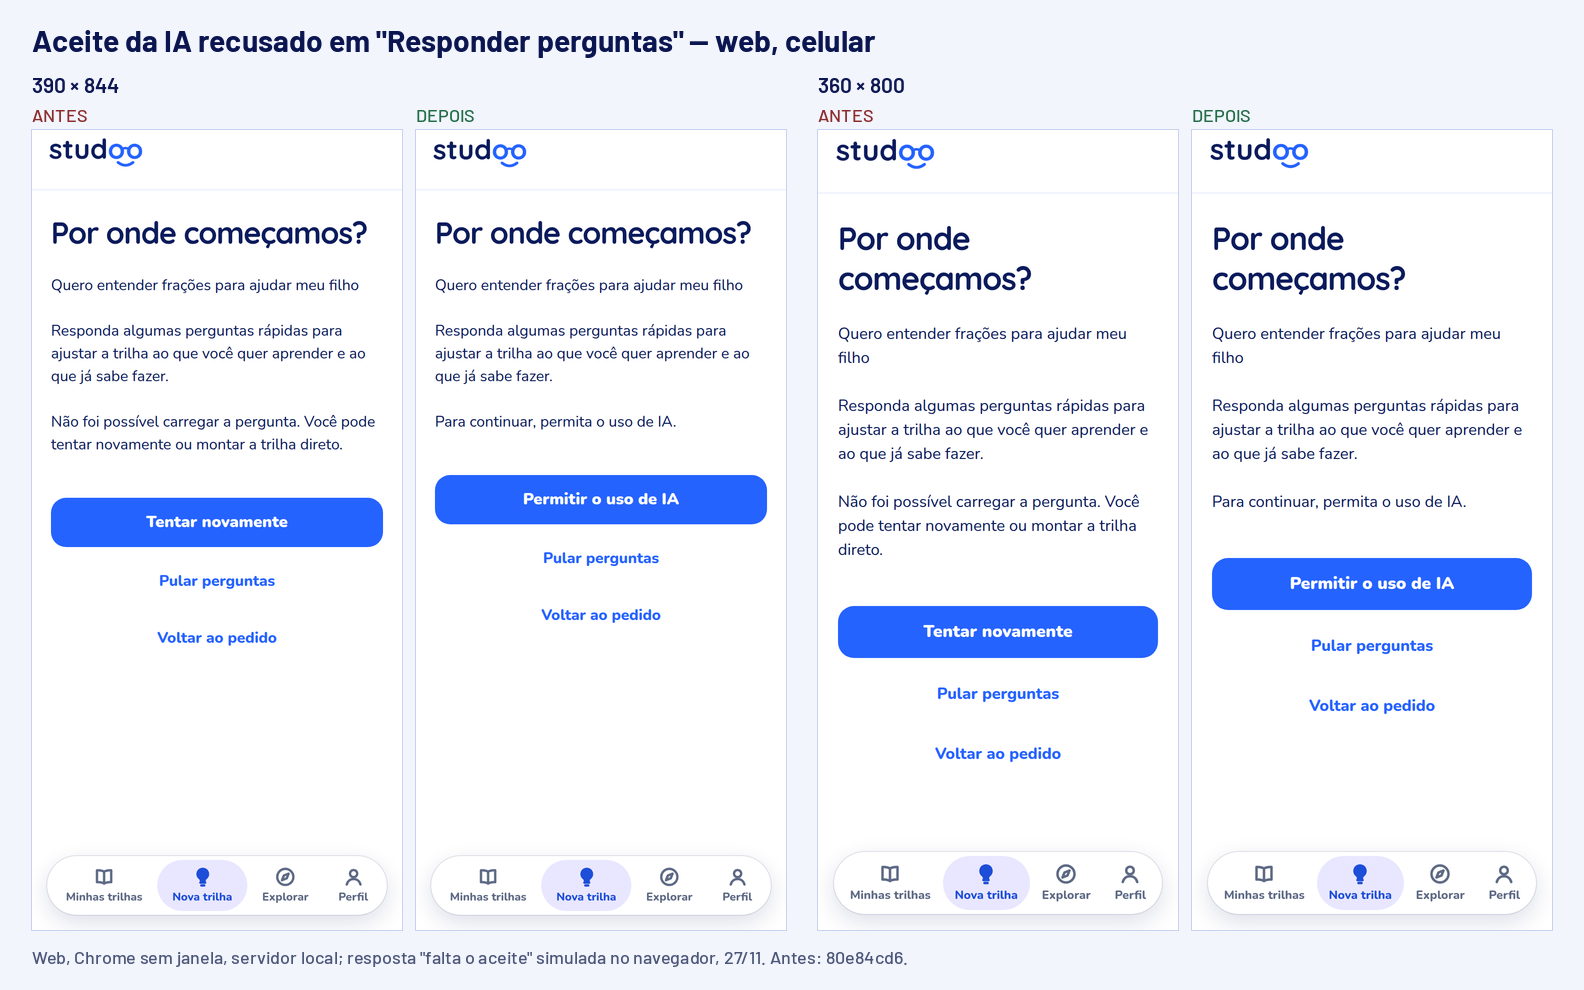 Aceite da IA recusado em "Responder perguntas" — web, celular
390 × 844
ANTES
studoo
Por onde começamos?
Quero entender frações para ajudar meu filho
Responda algumas perguntas rápidas para
ajustar a trilha ao que você quer aprender e ao
que já sabe fazer.
Não foi possível carregar a pergunta. Você pode
tentar novamente ou montar a trilha direto.
Tentar novamente
Pular perguntas
Voltar ao pedido
Minhas trilhas
Nova trilha
Explorar
Perfil
DEPOIS
studoo
Por onde começamos?
Quero entender frações para ajudar meu filho
Responda algumas perguntas rápidas para
ajustar a trilha ao que você quer aprender e ao
que já sabe fazer.
Para continuar, permita o uso de IA.
Permitir o uso de IA
Pular perguntas
Voltar ao pedido
Minhas trilhas
Nova trilha
Explorar
Perfil
360 × 800
ANTES
studoo
Por onde
começamos?
Quero entender frações para ajudar meu
filho
Responda algumas perguntas rápidas para
ajustar a trilha ao que você quer aprender e
ao que já sabe fazer.
Não foi possível carregar a pergunta. Você
pode tentar novamente ou montar a trilha
direto.
Tentar novamente
Pular perguntas
Voltar ao pedido
Minhas trilhas
Nova trilha
Explorar
Perfil
DEPOIS
studoo
Por onde
começamos?
Quero entender frações para ajudar meu
filho
Responda algumas perguntas rápidas para
ajustar a trilha ao que você quer aprender e
ao que já sabe fazer.
Para continuar, permita o uso de IA.
Permitir o uso de IA
Pular perguntas
Voltar ao pedido
Minhas trilhas
Nova trilha
Explorar
Perfil
Web, Chrome sem janela, servidor local; resposta "falta o aceite" simulada no navegador, 27/11. Antes: 80e84cd6.